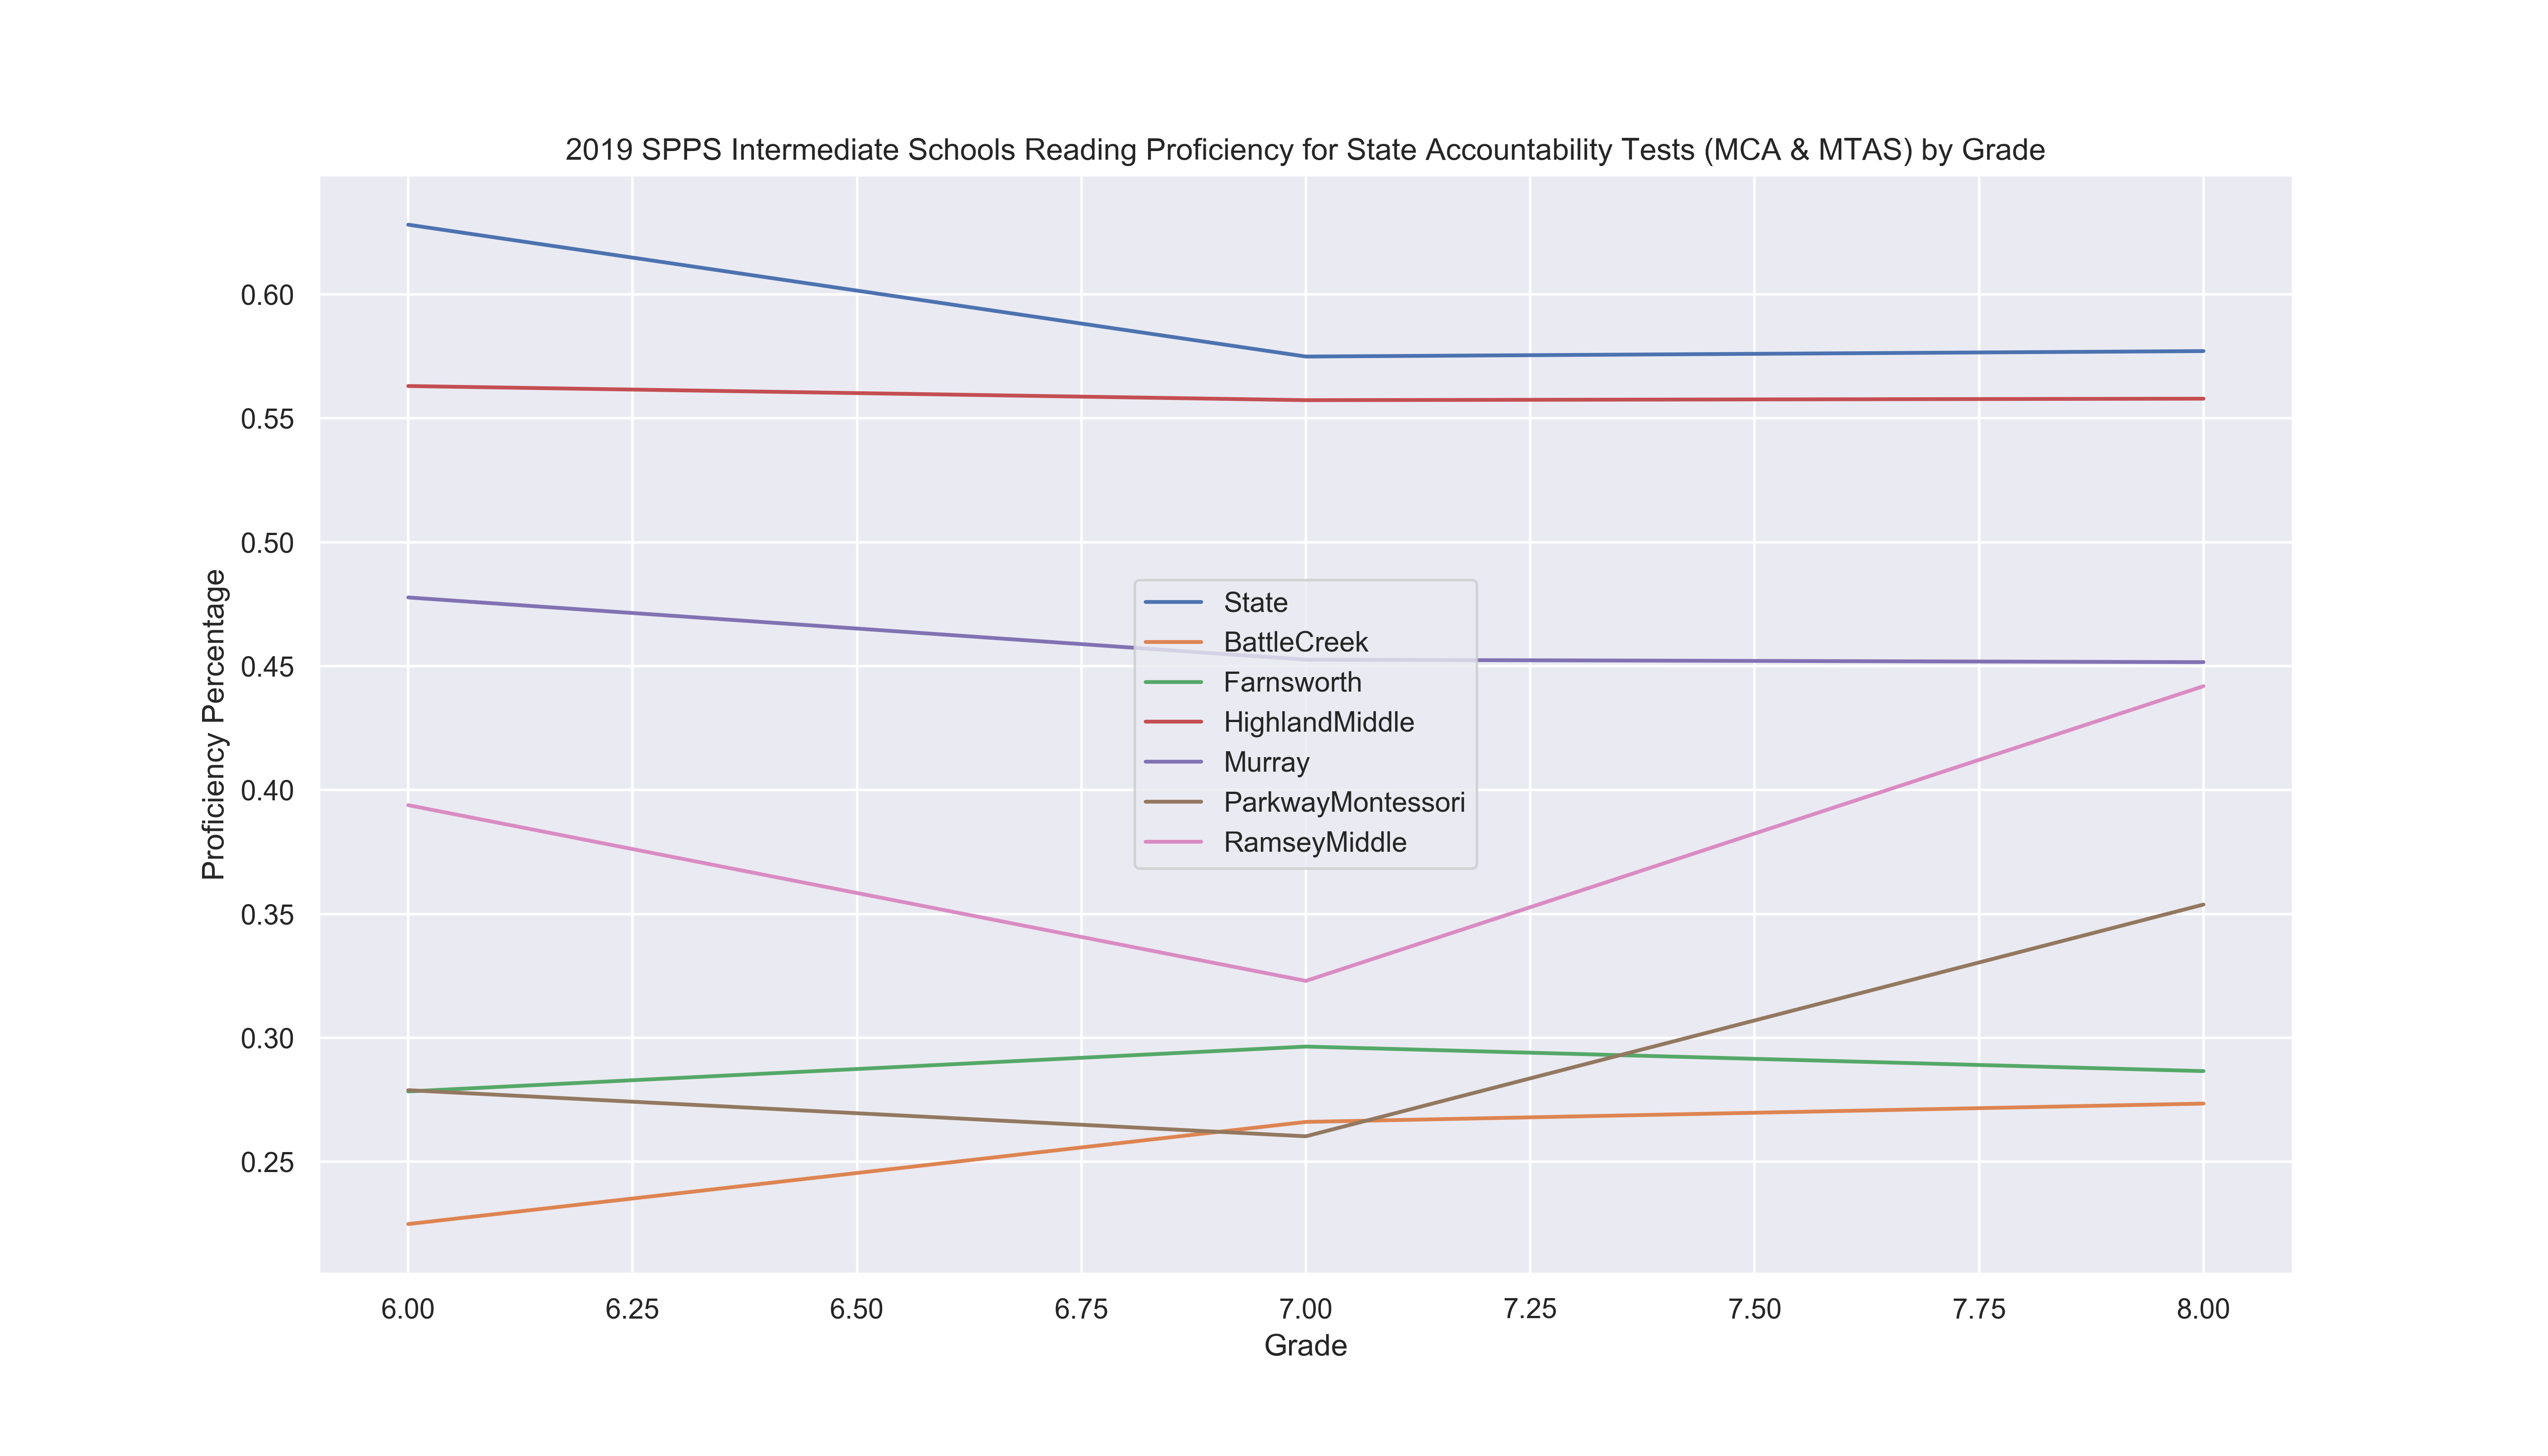 2019 SPPS Intermediate Schools Reading Proficiency for State Accountability Tests (MCA & MTAS) by Grade
Proficiency Percentage
0.60
0.55
0.50
0.45
0.40
0.35
0.30
0.25
State
BattleCreek
Farnsworth
HighlandMiddle
Murray
ParkwayMontessori
RamseyMiddle
6.00 6.25 6.50 6.75 7.00 7.25 7.50 7.75 8.00
Grade